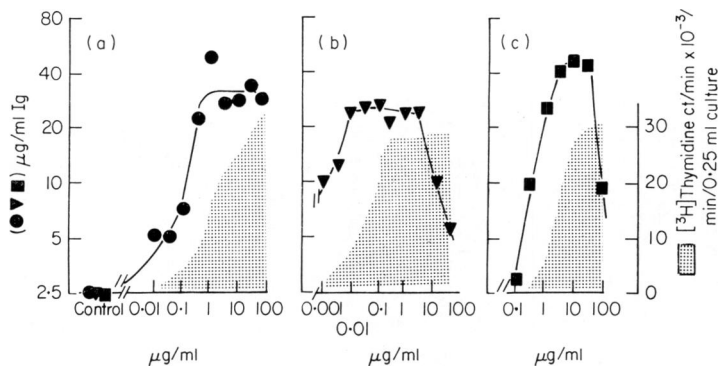 80
40
20
10
5
2·5
(●▼■) μg/ml Ig
(a)
(b)
(c)
Control
0·01
0·1
1
10
100
0·001
0·01
0·1
1
10
100
0·1
1
10
100
μg/ml
μg/ml
μg/ml
30
20
10
0
[³H]Thymidine ct/min x 10⁻³/
min/0·25 ml culture